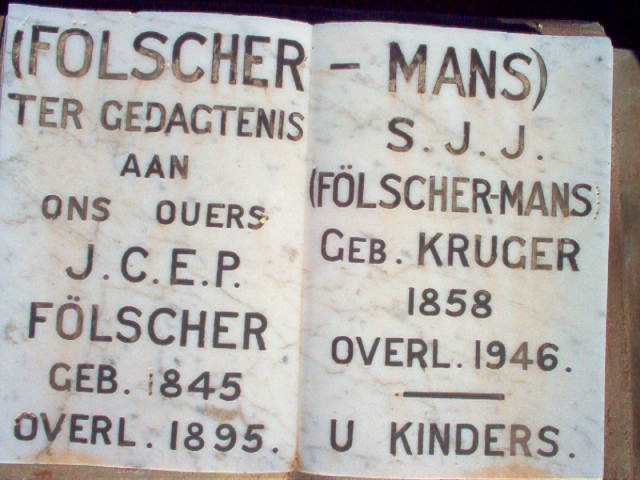 (FOLSCHER - MANS)
TER GEDAGTENIS
AAN
ONS OUERS
J.C.E.P.
FÖLSCHER
GEB. 1845
OVERL. 1895.
S.J.J.
(FÖLSCHER-MANS)
GEB. KRUGER
1858
OVERL. 1946.
U KINDERS.